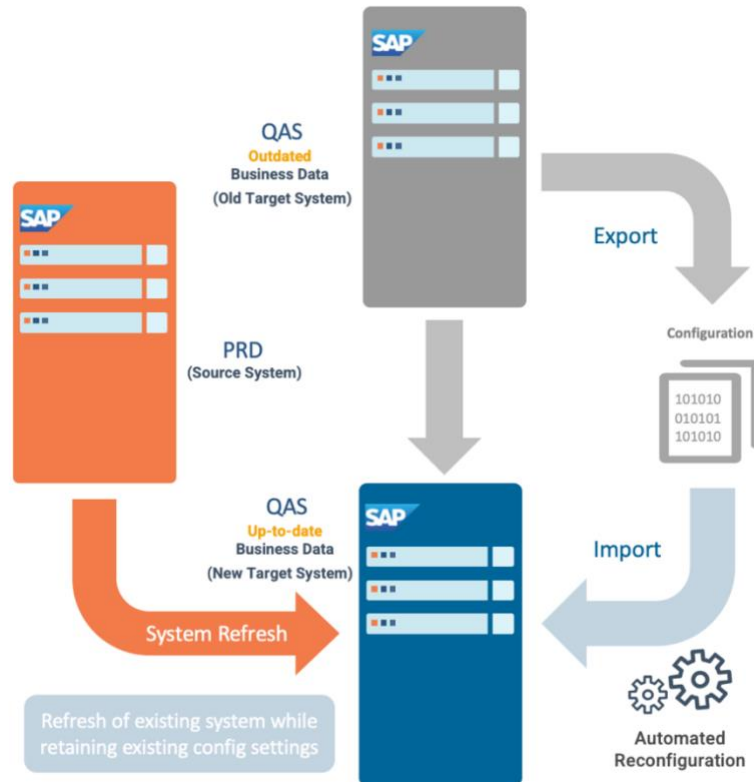 SAP
QAS
Outdated
Business Data
(Old Target System)
SAP
Export
PRD
(Source System)
Configuration
101010
010101
101010
QAS
Up-to-date
Business Data
(New Target System)
SAP
Import
System Refresh
Refresh of existing system while
retaining existing config settings
Automated
Reconfiguration